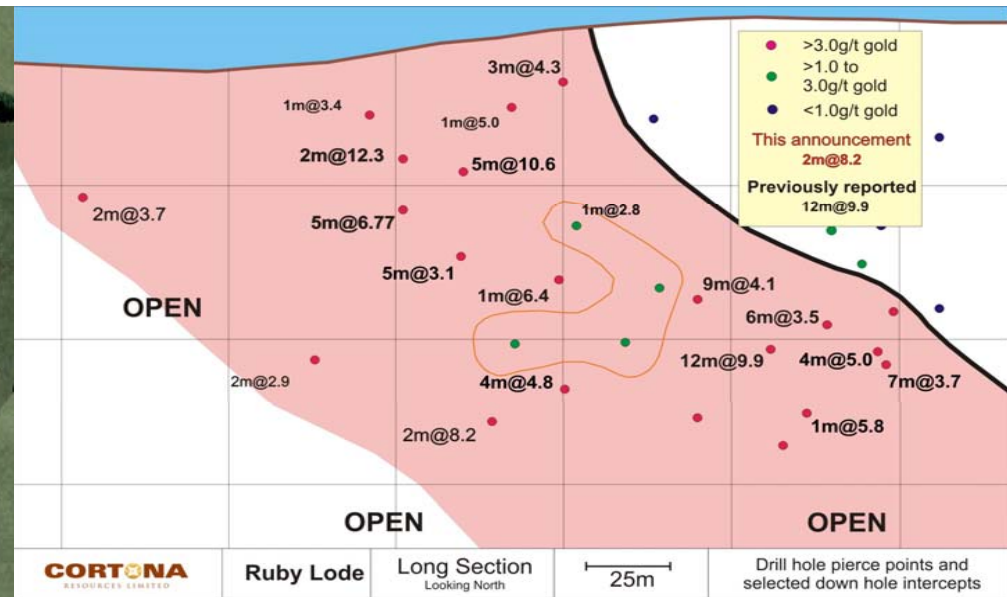 >3.0g/t gold
>1.0 to
3.0g/t gold
<1.0g/t gold
This announcement
2m@8.2
Previously reported
12m@9.9
3m@4.3
1m@3.4
1m@5.0
2m@12.3
5m@10.6
2m@3.7
5m@6.77
1m@2.8
5m@3.1
1m@6.4
9m@4.1
OPEN
6m@3.5
12m@9.9
4m@5.0
7m@3.7
2m@2.9
4m@4.8
2m@8.2
1m@5.8
OPEN
OPEN
CORTONA
RESOURCES LIMITED
Ruby Lode
Long Section
Looking North
25m
Drill hole pierce points and
selected down hole intercepts